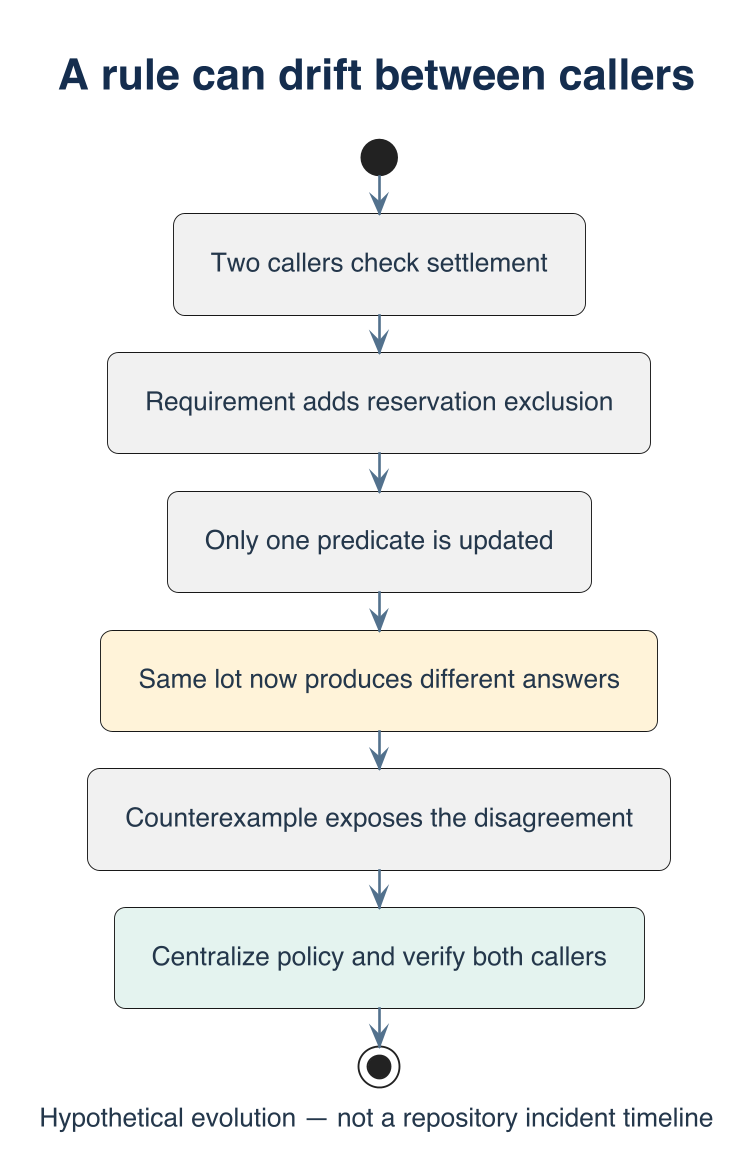 A rule can drift between callers
Two callers check settlement
Requirement adds reservation exclusion
Only one predicate is updated
Same lot now produces different answers
Counterexample exposes the disagreement
Centralize policy and verify both callers
Hypothetical evolution — not a repository incident timeline